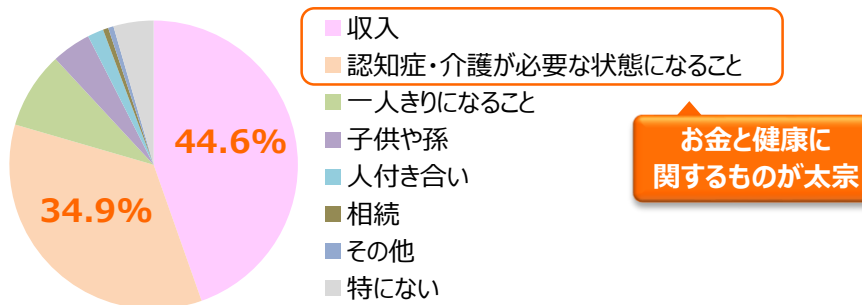 収入
認知症・介護が必要な状態になること
一人きりになること
子供や孫
人付き合い
相続
その他
特にない
44.6%
34.9%
お金と健康に
関するものが太宗